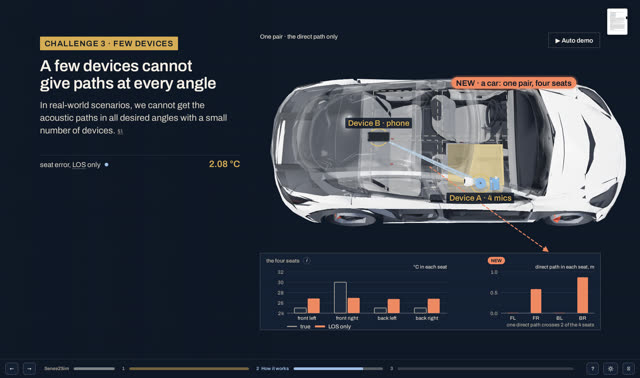 CHALLENGE 3 · FEW DEVICES
A few devices cannot
give paths at every angle
In real-world scenarios, we cannot get the
acoustic paths in all desired angles with a small
number of devices. §1
seat error, LOS only
2.08 °C
One pair · the direct path only
▶ Auto demo
NEW · a car: one pair, four seats
Device B · phone
Device A · 4 mics
the four seats i
°C in each seat
32
30
28
26
24
front left front right back left back right
true LOS only
NEW
direct path in each seat, m
1.0
0.5
0.0
FL FR BL BR
one direct path crosses 2 of the 4 seats
← →
1
2 How it works
3
?